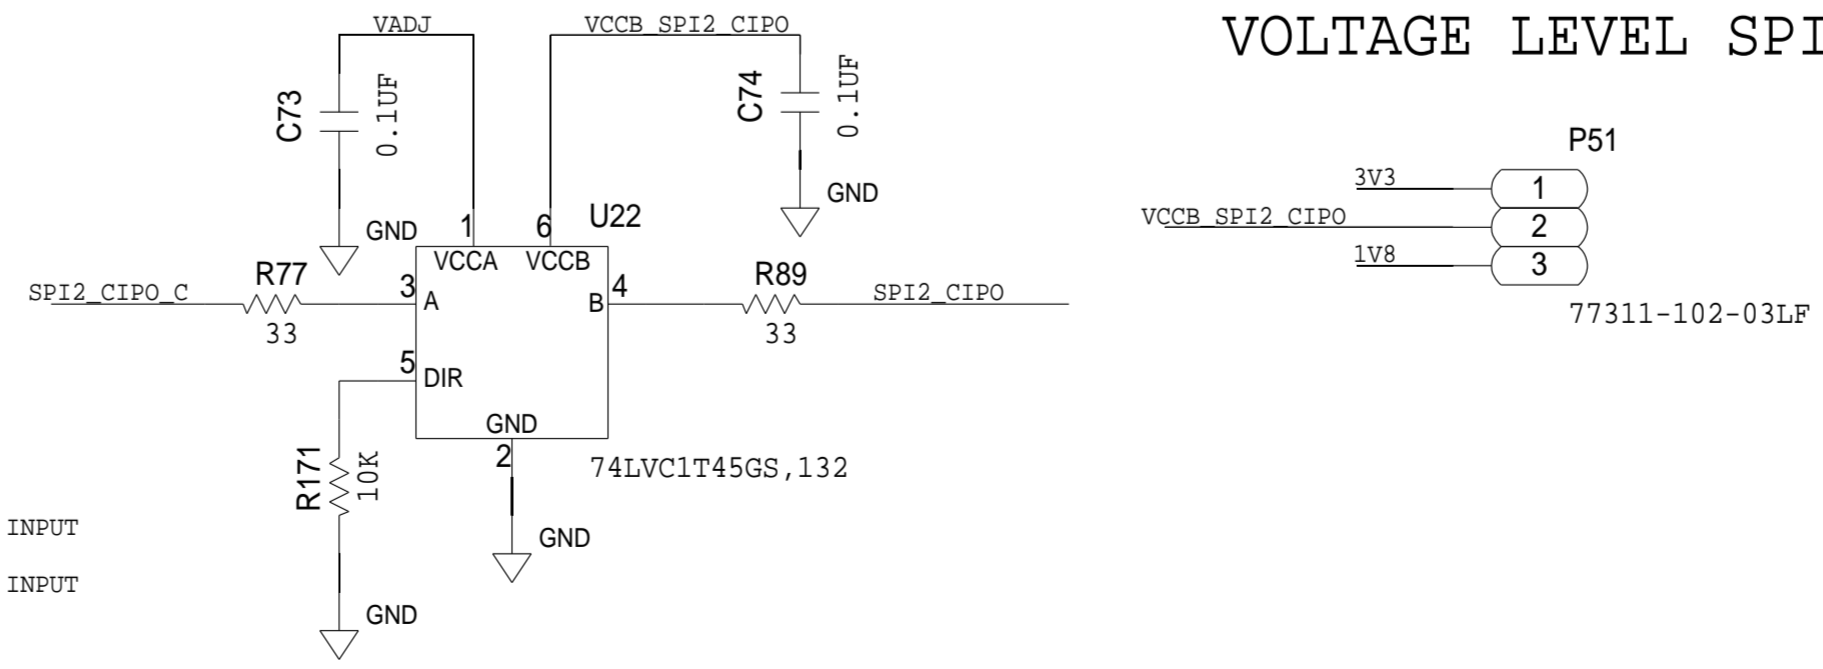 VADJ
VCCB_SPI2_CIPO
VOLTAGE LEVEL SPI
C73
0.1UF
C74
0.1UF
P51
GND
GND
3V3
1
VCCB_SPI2_CIPO
2
1V8
3
77311-102-03LF
1
6
U22
VCCA
VCCB
SPI2_CIPO_C
R77
33
3
A
B
4
R89
33
SPI2_CIPO
5
DIR
GND
2
74LVC1T45GS,132
R171
10K
GND
INPUT
INPUT
GND